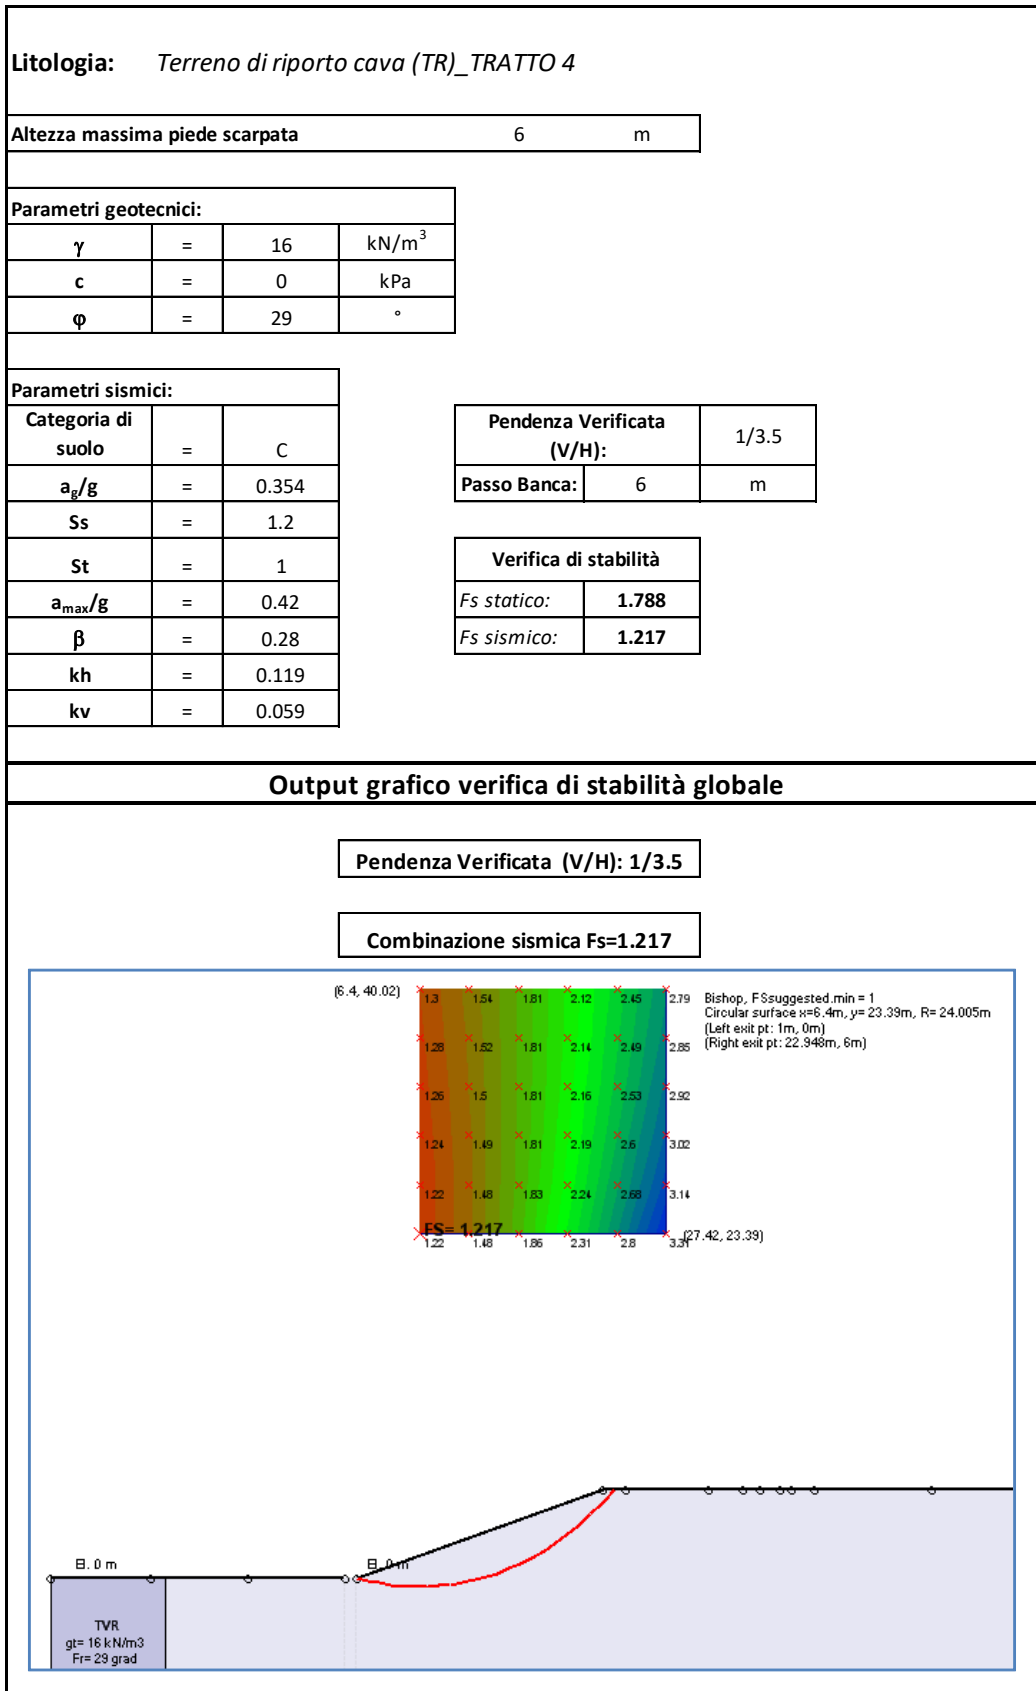 Litologia: Terreno di riporto cava (TR)_TRATTO 4
Altezza massima piede scarpata 6 m
Parametri geotecnici:
γ = 16 kN/m³
c = 0 kPa
φ = 29 °
Parametri sismici:
Categoria di
suolo = C
ag/g = 0.354
Ss = 1.2
St = 1
amax/g = 0.42
β = 0.28
kh = 0.119
kv = 0.059
Pendenza Verificata
(V/H): 1/3.5
Passo Banca: 6 m
Verifica di stabilità
Fs statico: 1.788
Fs sismico: 1.217
Output grafico verifica di stabilità globale
Pendenza Verificata (V/H): 1/3.5
Combinazione sismica Fs=1.217
(6.4, 40.02)
1.3 1.54 1.81 2.12 2.45 2.79
1.28 1.52 1.81 2.14 2.49 2.85
1.26 1.5 1.81 2.16 2.53 2.92
1.24 1.49 1.81 2.19 2.6 3.02
1.22 1.48 1.83 2.24 2.68 3.14
FS= 1.217
1.22 1.48 1.86 2.31 2.8 3.31
(27.42, 23.39)
Bishop, FSsuggested.min = 1
Circular surface x=6.4m, y= 23.39m, R= 24.005m
(Left exit pt: 1m, 0m)
(Right exit pt: 22.948m, 6m)
El. 0 m
El. 0 m
TVR
gt= 16 kN/m3
Fr= 29 grad